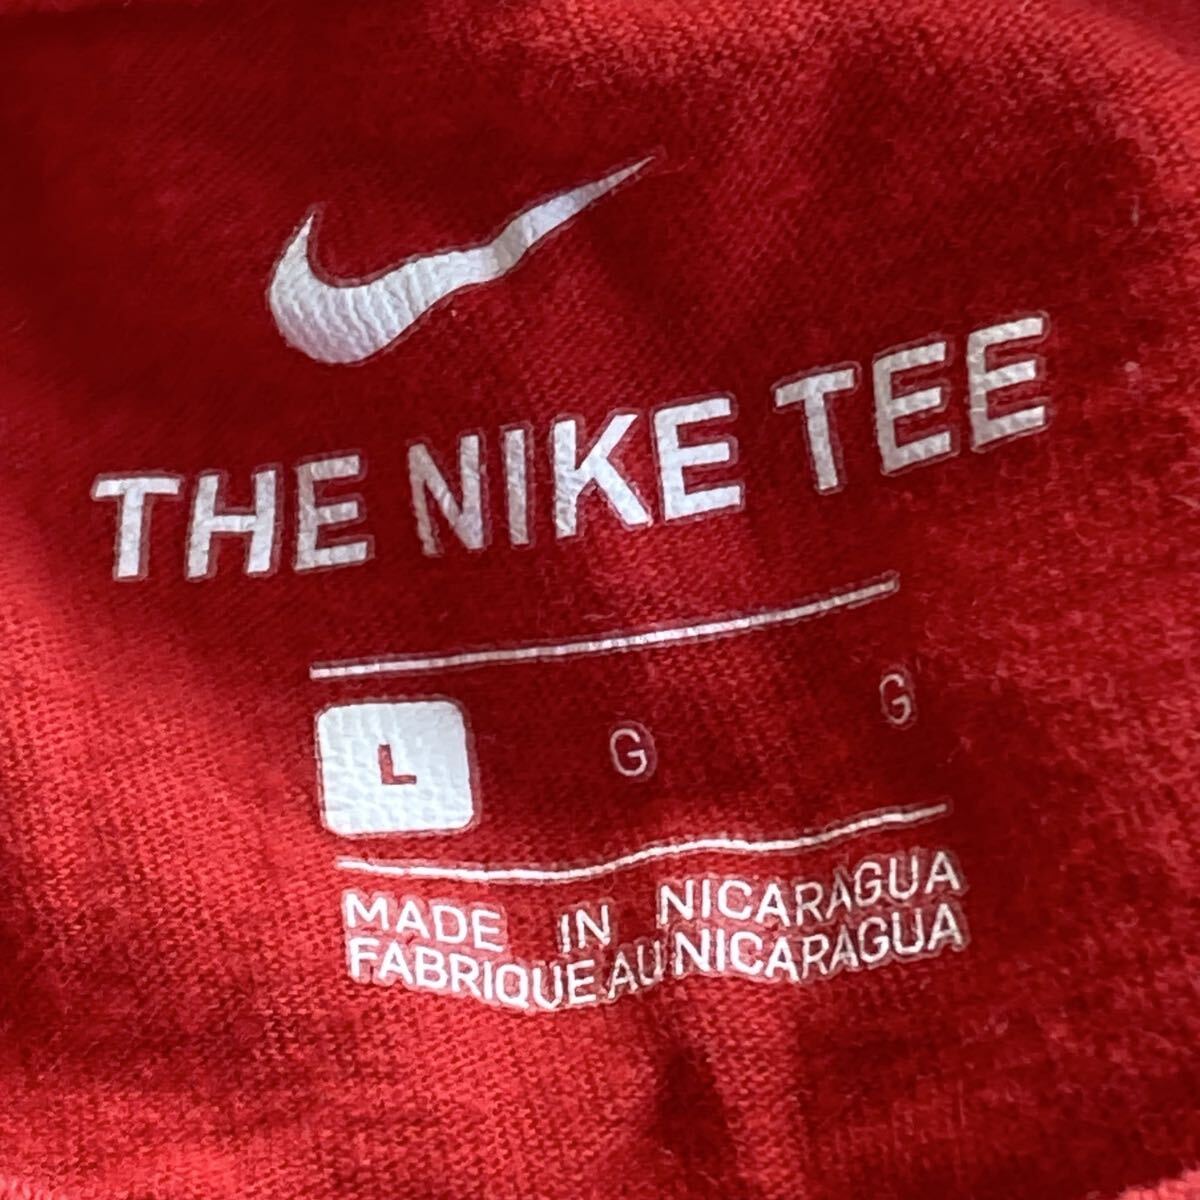 THE NIKE TEE
L G G
MADE IN NICARAGUA
FABRIQUE AU NICARAGUA